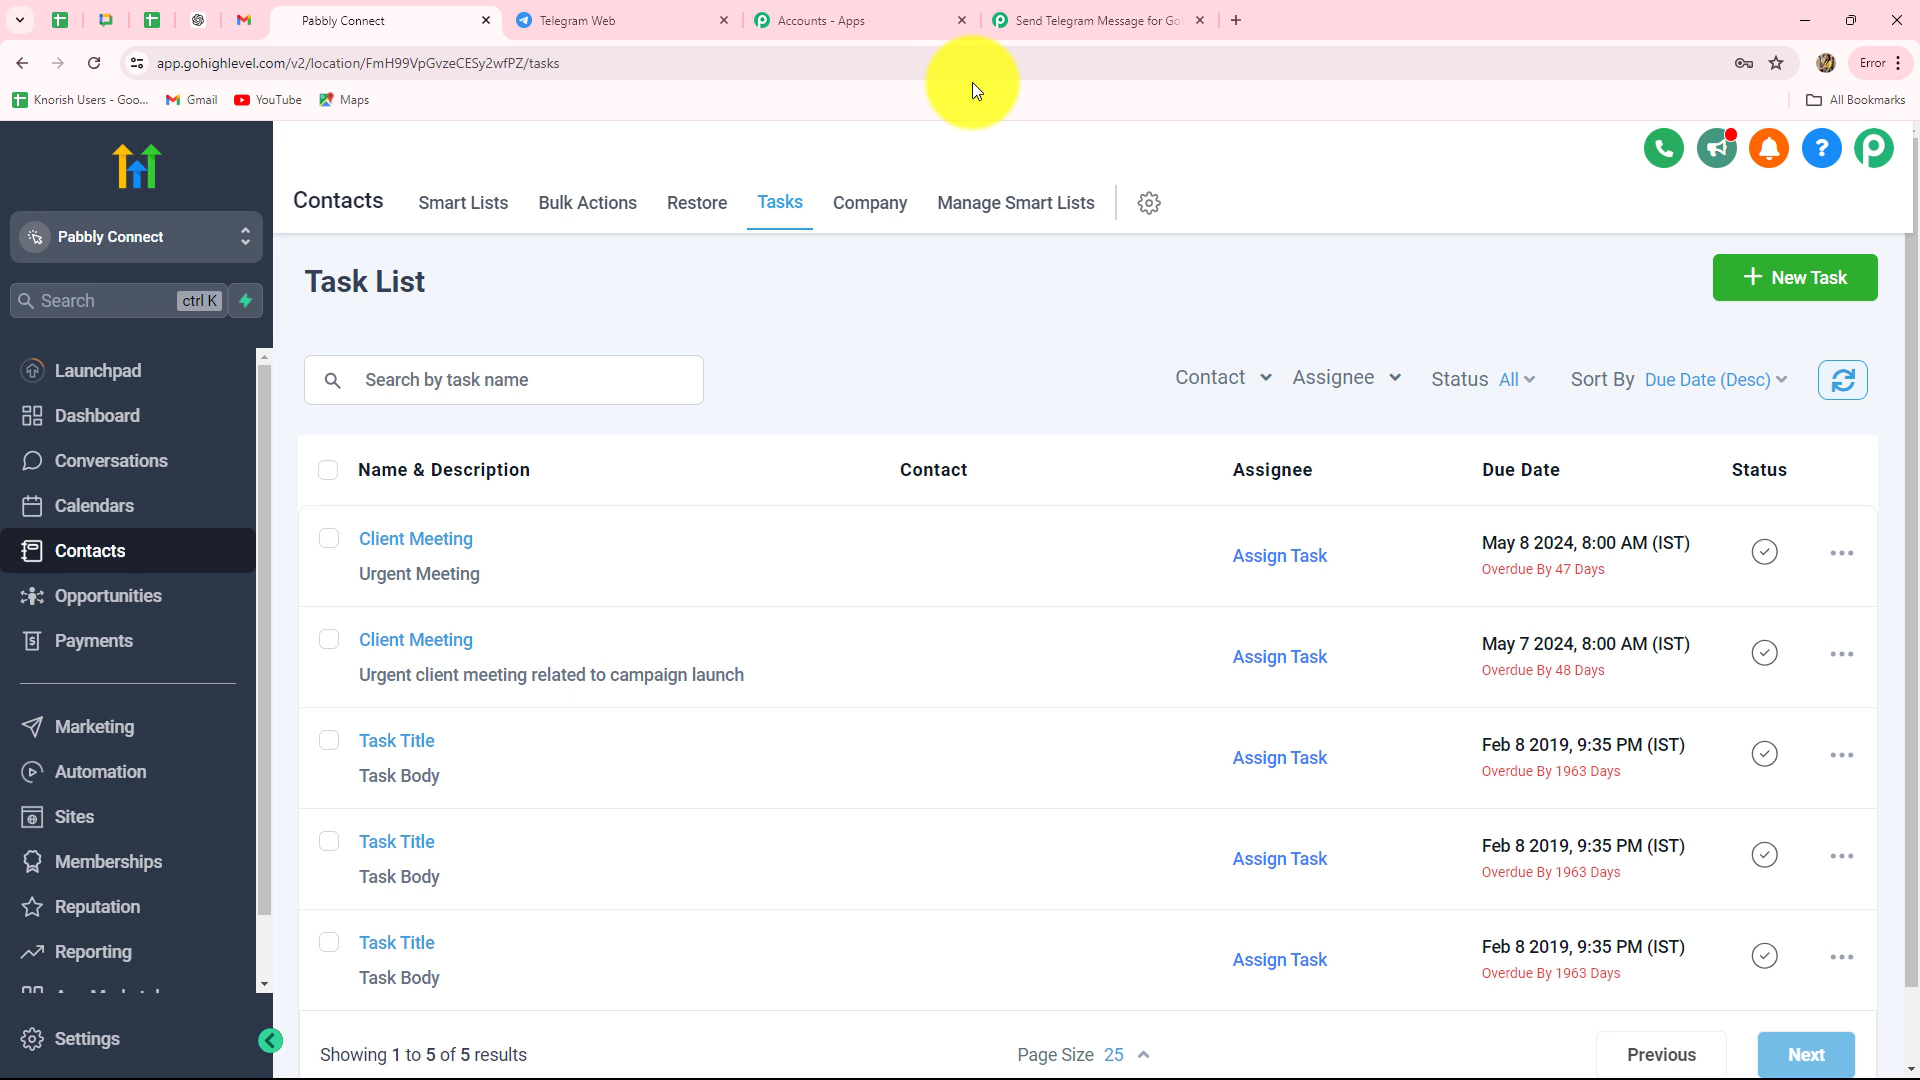 Pabbly Connect
Telegram Web
Accounts - Apps
Send Telegram Message for Go
app.gohighlevel.com/v2/location/FmH99VpGvzeCESy2wfPZ/tasks
Error
Knorish Users - Goo...
Gmail
YouTube
Maps
All Bookmarks
Pabbly Connect
Search
ctrl K
Launchpad
Dashboard
Conversations
Calendars
Contacts
Opportunities
Payments
Marketing
Automation
Sites
Memberships
Reputation
Reporting
Settings
Contacts
Smart Lists
Bulk Actions
Restore
Tasks
Company
Manage Smart Lists
Task List
+ New Task
Search by task name
Contact
Assignee
Status All
Sort By Due Date (Desc)
Name & Description
Contact
Assignee
Due Date
Status
Client Meeting
Urgent Meeting
Assign Task
May 8 2024, 8:00 AM (IST)
Overdue By 47 Days
Client Meeting
Urgent client meeting related to campaign launch
Assign Task
May 7 2024, 8:00 AM (IST)
Overdue By 48 Days
Task Title
Task Body
Assign Task
Feb 8 2019, 9:35 PM (IST)
Overdue By 1963 Days
Task Title
Task Body
Assign Task
Feb 8 2019, 9:35 PM (IST)
Overdue By 1963 Days
Task Title
Task Body
Assign Task
Feb 8 2019, 9:35 PM (IST)
Overdue By 1963 Days
Showing 1 to 5 of 5 results
Page Size 25
Previous
Next